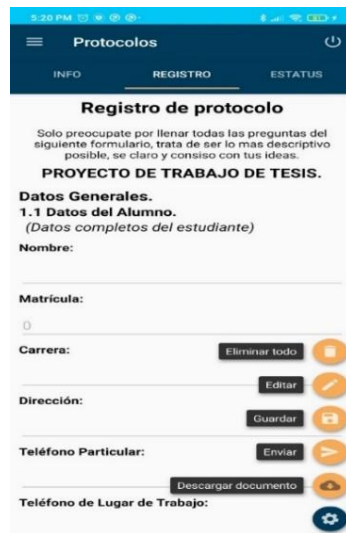 5:20 PM
Protocolos
INFO REGISTRO ESTATUS
Registro de protocolo
Solo preocupate por llenar todas las preguntas del
siguiente formulario, trata de ser lo mas descriptivo
posible, se claro y consiso con tus ideas.
PROYECTO DE TRABAJO DE TESIS.
Datos Generales.
1.1 Datos del Alumno.
(Datos completos del estudiante)
Nombre:
Matrícula:
0
Carrera:
Eliminar todo
Editar
Dirección:
Guardar
Teléfono Particular:
Enviar
Descargar documento
Teléfono de Lugar de Trabajo: